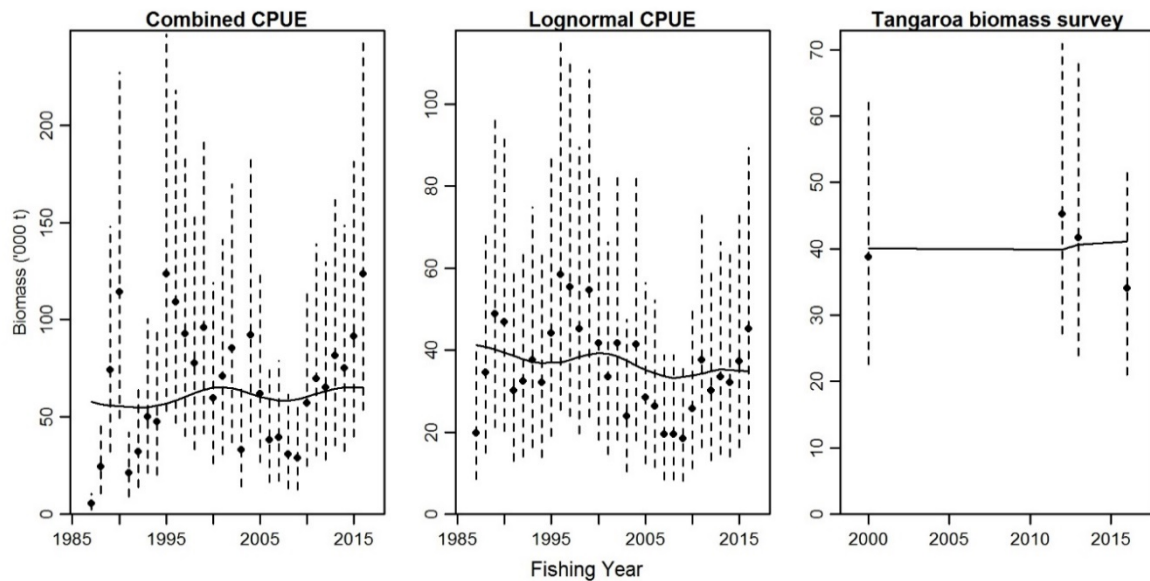 Combined CPUE
Lognormal CPUE
Tangaroa biomass survey
Biomass ('000 t)
0 50 100 150 200
1985 1995 2005 2015
0 20 40 60 80 100
1985 1995 2005 2015
0 10 20 30 40 50 60 70
2000 2005 2010 2015
Fishing Year